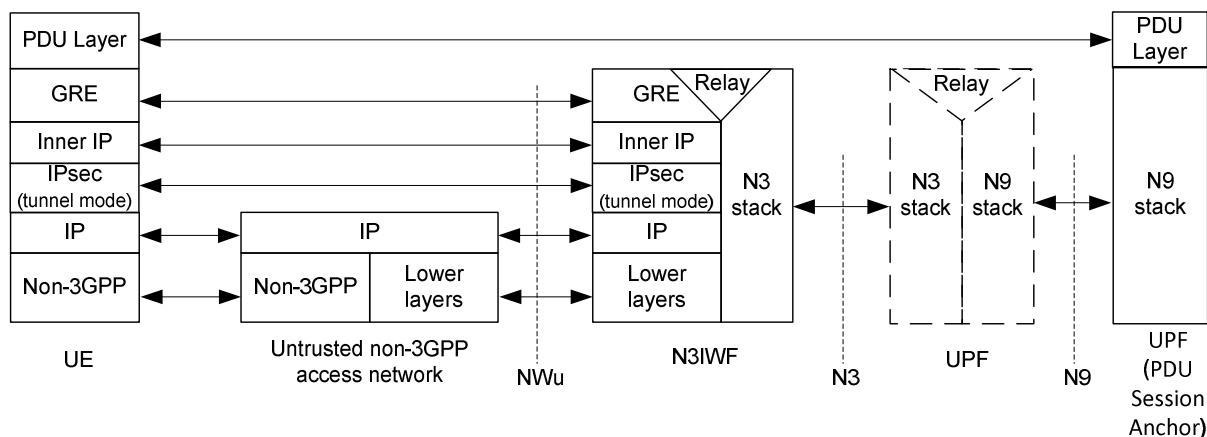 PDU Layer
GRE
Inner IP
IPsec
(tunnel mode)
IP
Non-3GPP
UE
IP
Non-3GPP
Lower
layers
Untrusted non-3GPP
access network
NWu
GRE
Relay
Inner IP
IPsec
(tunnel mode)
IP
Lower
layers
N3
stack
N3IWF
N3
Relay
N3
stack
N9
stack
UPF
N9
PDU
Layer
N9
stack
UPF
(PDU
Session
Anchor)